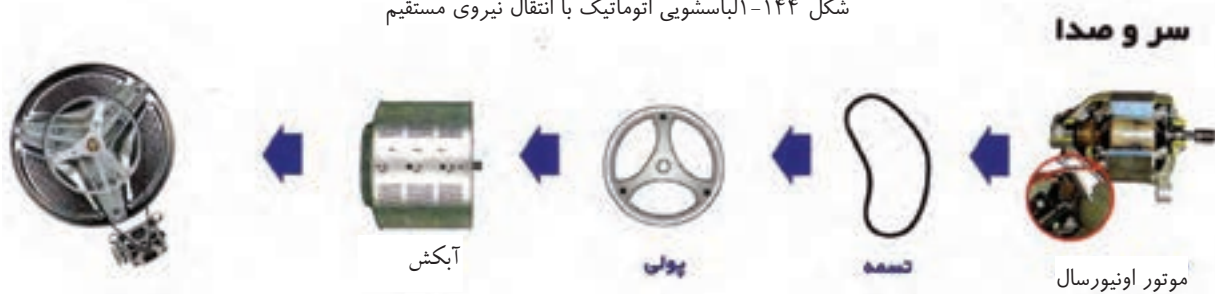 شکل ۱۴۴-۱لباسشویی اتوماتیک با انتقال نیروی مستقیم
سر و صدا
موتور اونیورسال
تسمه
پولی
آبکش